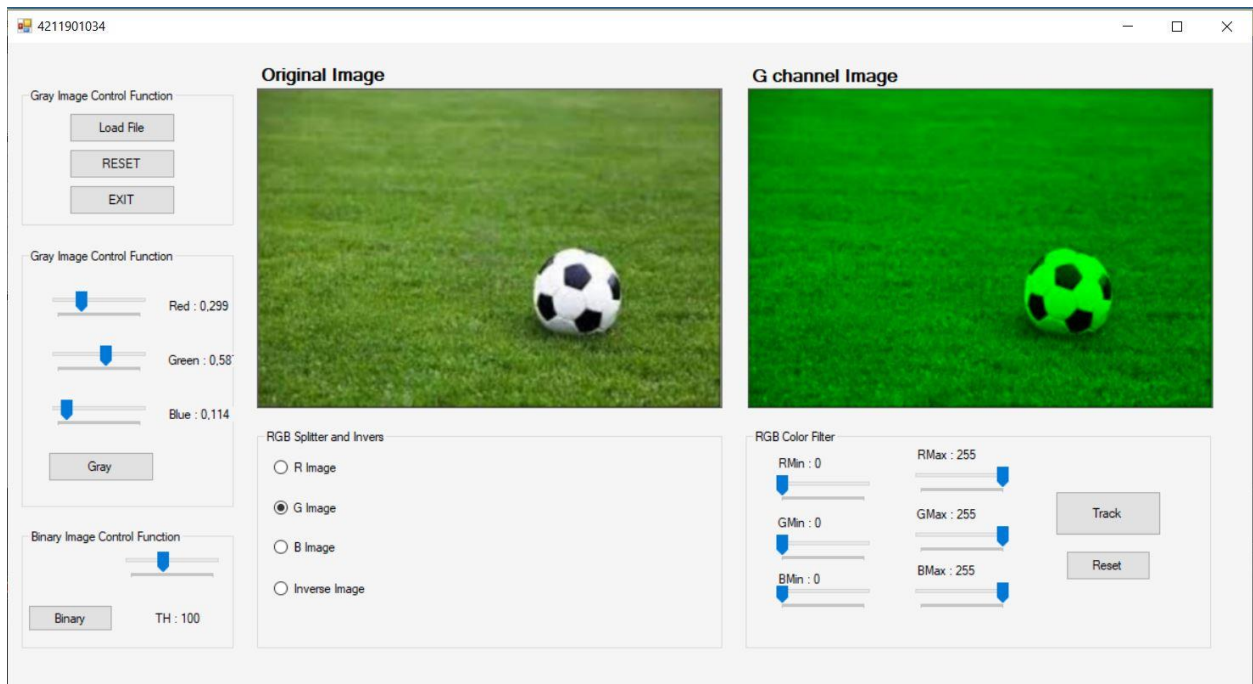 4211901034
Original Image
G channel Image
Gray Image Control Function
Load File
RESET
EXIT
Gray Image Control Function
Red : 0,299
Green : 0,58
Blue : 0,114
Gray
Binary Image Control Function
Binary
TH : 100
RGB Splitter and Invers
R Image
G Image
B Image
Inverse Image
RGB Color Filter
RMin : 0
RMax : 255
GMin : 0
GMax : 255
BMin : 0
BMax : 255
Track
Reset